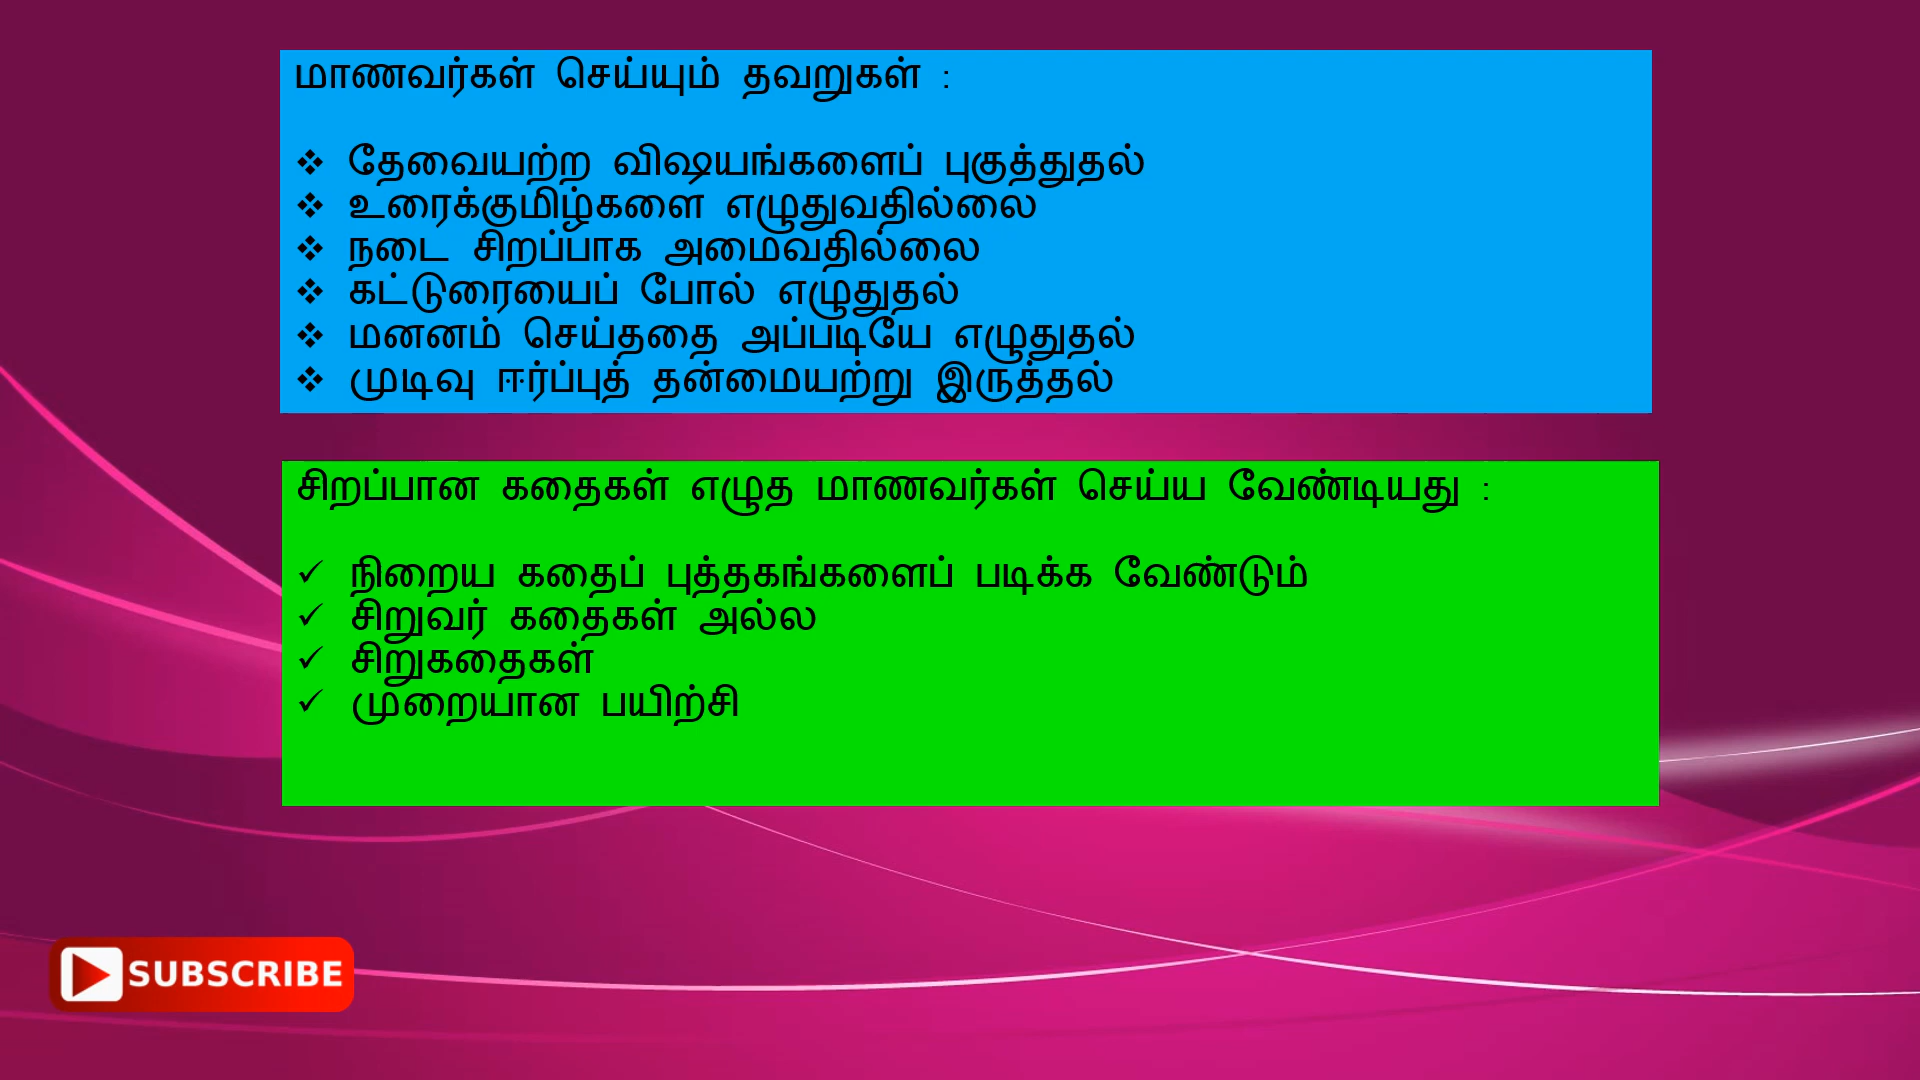 மாணவர்கள் செய்யும் தவறுகள் :
❖ தேவையற்ற விஷயங்களைப் புகுத்துதல்
❖ உரைக்குமிழ்களை எழுதுவதில்லை
❖ நடை சிறப்பாக அமைவதில்லை
❖ கட்டுரையைப் போல் எழுதுதல்
❖ மனனம் செய்ததை அப்படியே எழுதுதல்
❖ முடிவு ஈர்ப்புத் தன்மையற்று இருத்தல்
சிறப்பான கதைகள் எழுத மாணவர்கள் செய்ய வேண்டியது :
✓ நிறைய கதைப் புத்தகங்களைப் படிக்க வேண்டும்
✓ சிறுவர் கதைகள் அல்ல
✓ சிறுகதைகள்
✓ முறையான பயிற்சி
SUBSCRIBE